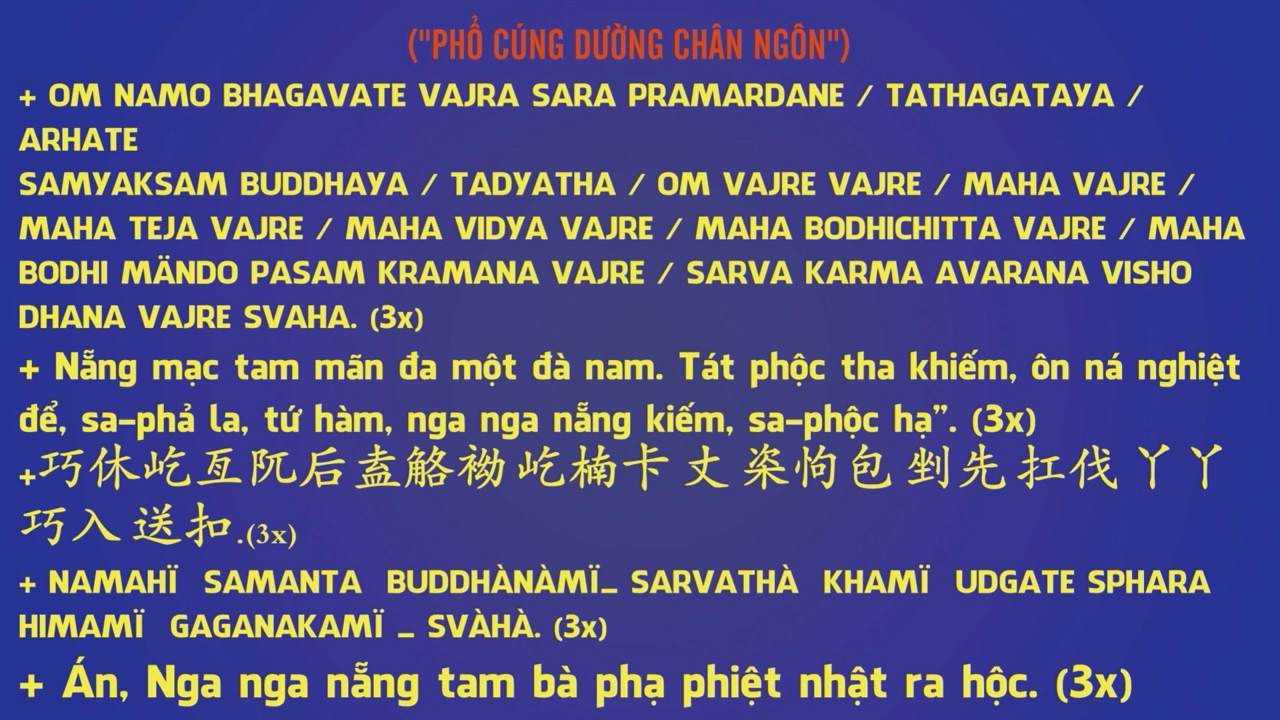 ("PHỔ CÚNG DƯỜNG CHÂN NGÔN")
+ OM NAMO BHAGAVATE VAJRA SARA PRAMARDANE / TATHAGATAYA /
ARHATE
SAMYAKSAM BUDDHAYA / TADYATHA / OM VAJRE VAJRE / MAHA VAJRE /
MAHA TEJA VAJRE / MAHA VIDYA VAJRE / MAHA BODHICHITTA VAJRE / MAHA
BODHI MÄNDO PASAM KRAMANA VAJRE / SARVA KARMA AVARANA VISHO
DHANA VAJRE SVAHA. (3x)
+ Nẵng mạc tam mãn đa một đà nam. Tát phộc tha khiếm, ôn ná nghiệt
để, sa-phả la, tứ hàm, nga nga nẵng kiếm, sa-phộc hạ”. (3x)
+巧休屹亙阮后盍觡袎屹楠卡丈栥怐包剉先扛伐丫丫
巧入送扣.(3x)
+ NAMAHÏ SAMANTA BUDDHÀNÀMÏ_ SARVATHÀ KHAMÏ UDGATE SPHARA
HIMAMÏ GAGANAKAMÏ _ SVÀHÀ. (3x)
+ Án, Nga nga nẵng tam bà phạ phiệt nhật ra hộc. (3x)